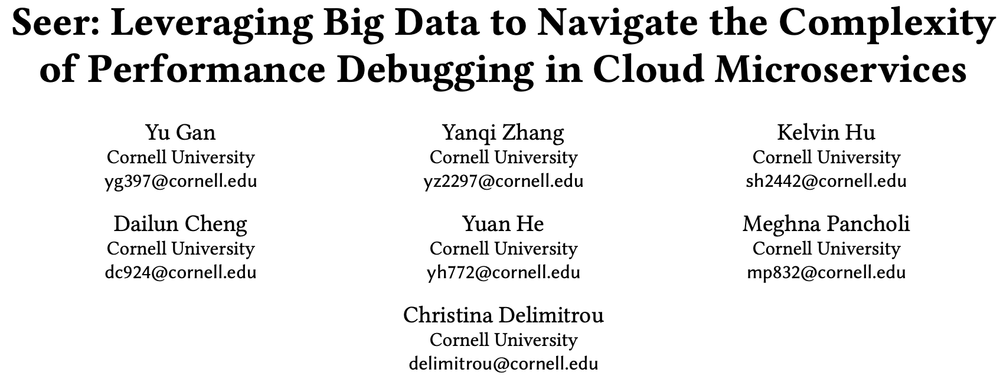 Seer: Leveraging Big Data to Navigate the Complexity
of Performance Debugging in Cloud Microservices
Yu Gan
Cornell University
yg397@cornell.edu
Yanqi Zhang
Cornell University
yz2297@cornell.edu
Kelvin Hu
Cornell University
sh2442@cornell.edu
Dailun Cheng
Cornell University
dc924@cornell.edu
Yuan He
Cornell University
yh772@cornell.edu
Meghna Pancholi
Cornell University
mp832@cornell.edu
Christina Delimitrou
Cornell University
delimitrou@cornell.edu